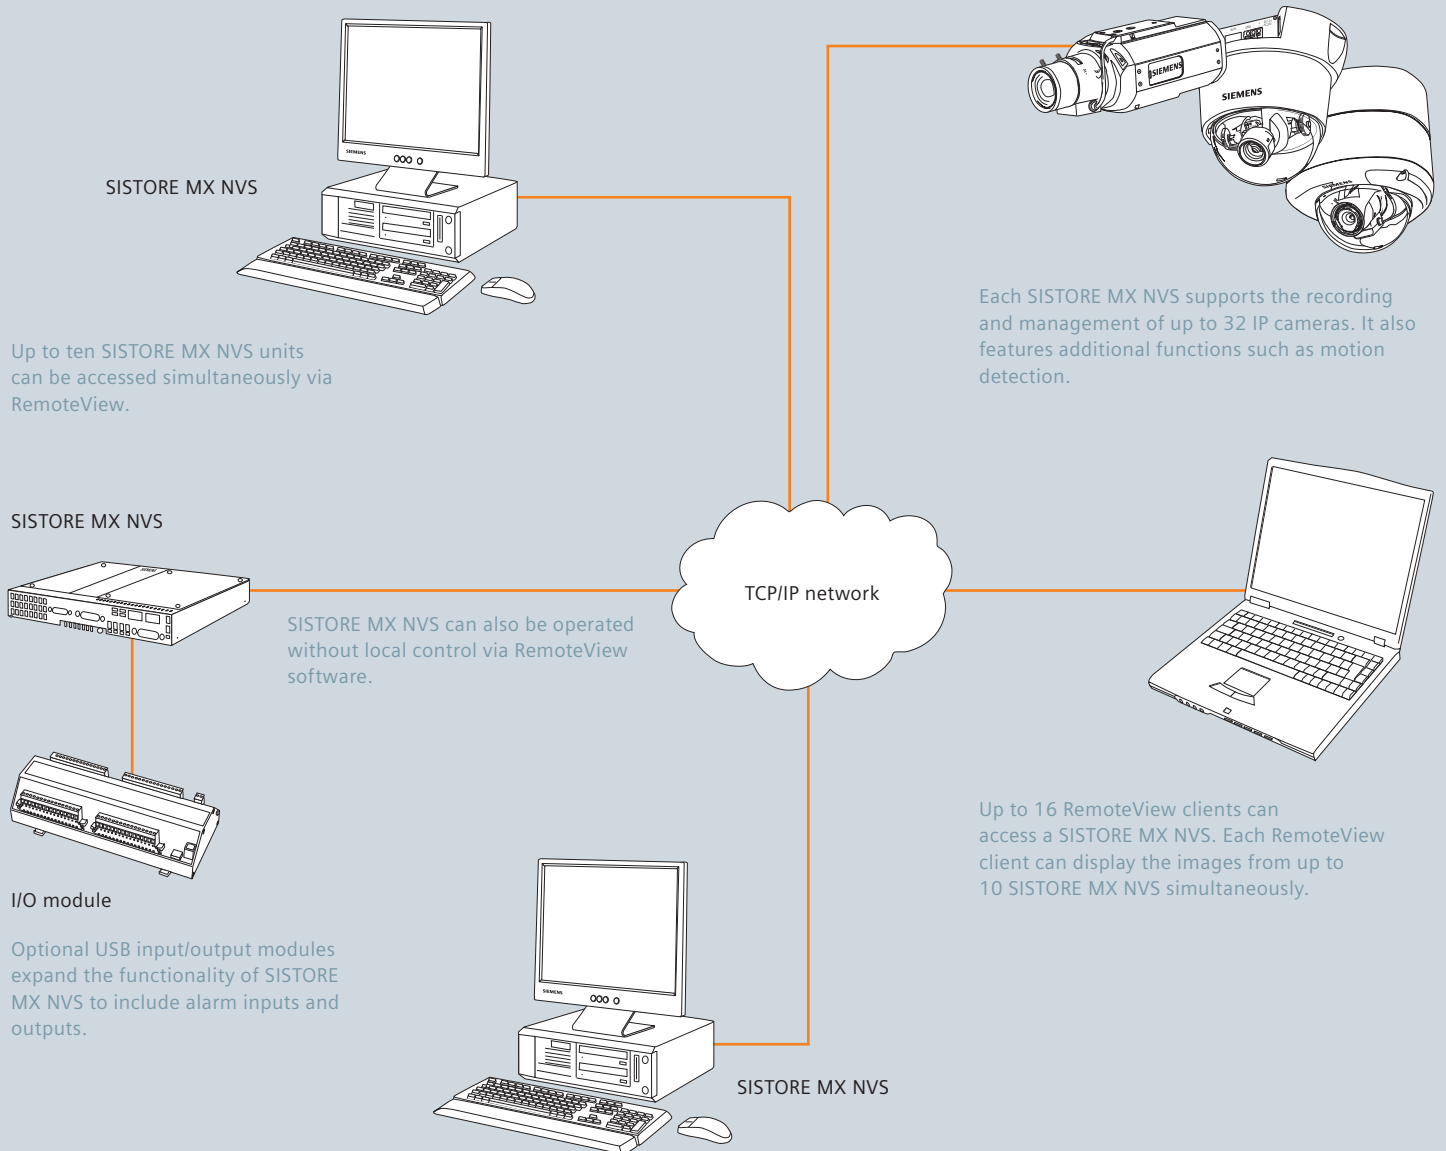 SIEMENS
SIEMENS
SIEMENS
SIEMENS
SISTORE MX NVS
Up to ten SISTORE MX NVS units
can be accessed simultaneously via
RemoteView.
Each SISTORE MX NVS supports the recording
and management of up to 32 IP cameras. It also
features additional functions such as motion
detection.
SISTORE MX NVS
SIEMENS
SISTORE MX NVS can also be operated
without local control via RemoteView
software.
TCP/IP network
I/O module
Optional USB input/output modules
expand the functionality of SISTORE
MX NVS to include alarm inputs and
outputs.
Up to 16 RemoteView clients can
access a SISTORE MX NVS. Each RemoteView
client can display the images from up to
10 SISTORE MX NVS simultaneously.
SIEMENS
SISTORE MX NVS